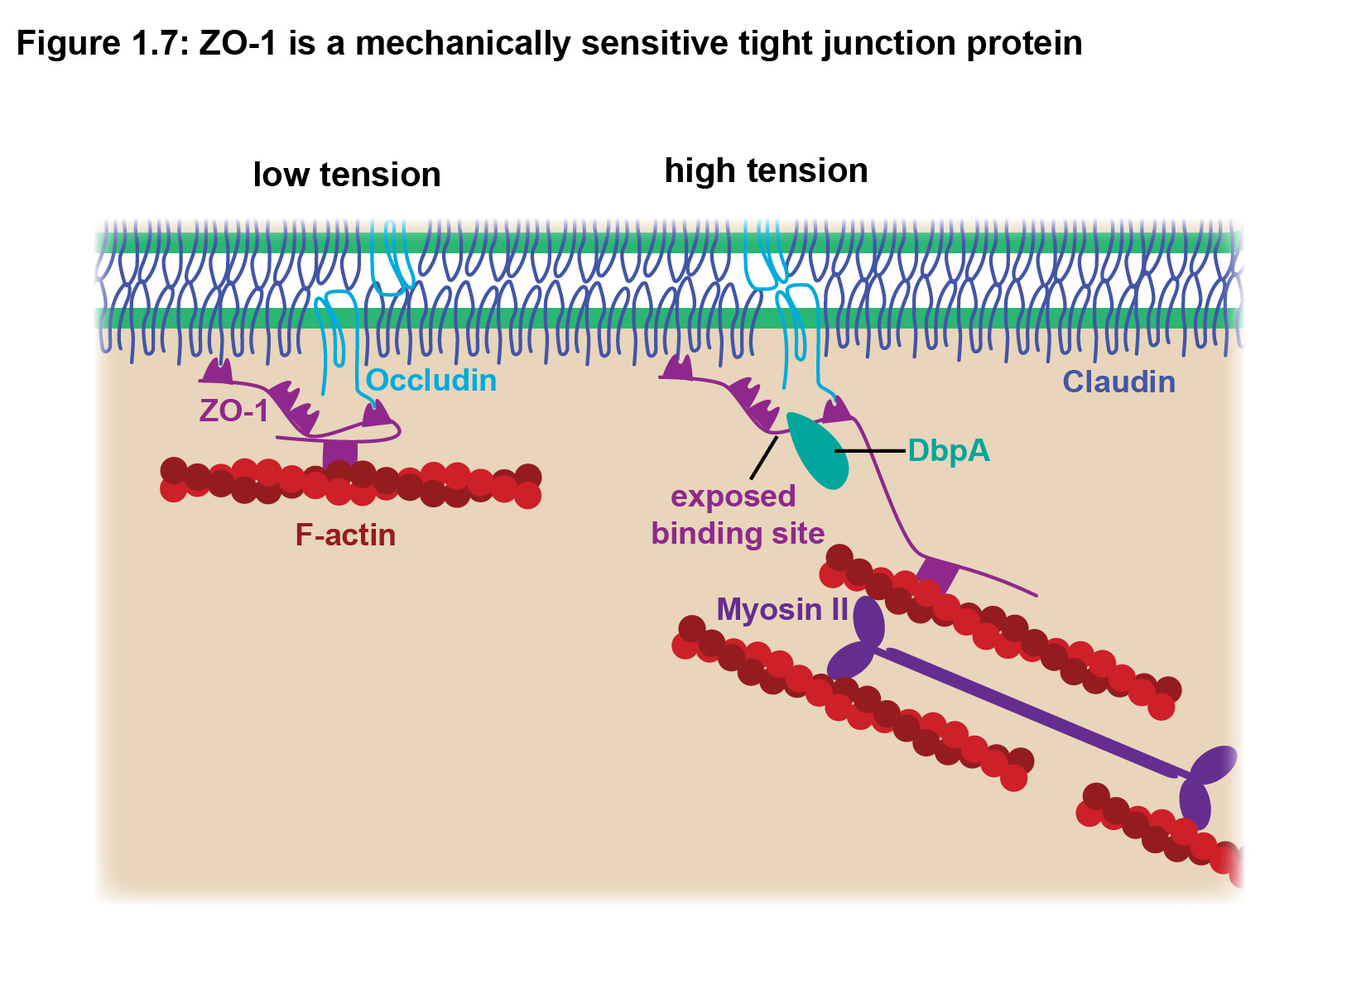 Figure 1.7: ZO-1 is a mechanically sensitive tight junction protein
low tension
high tension
Occludin
Claudin
ZO-1
DbpA
exposed
binding site
F-actin
Myosin II